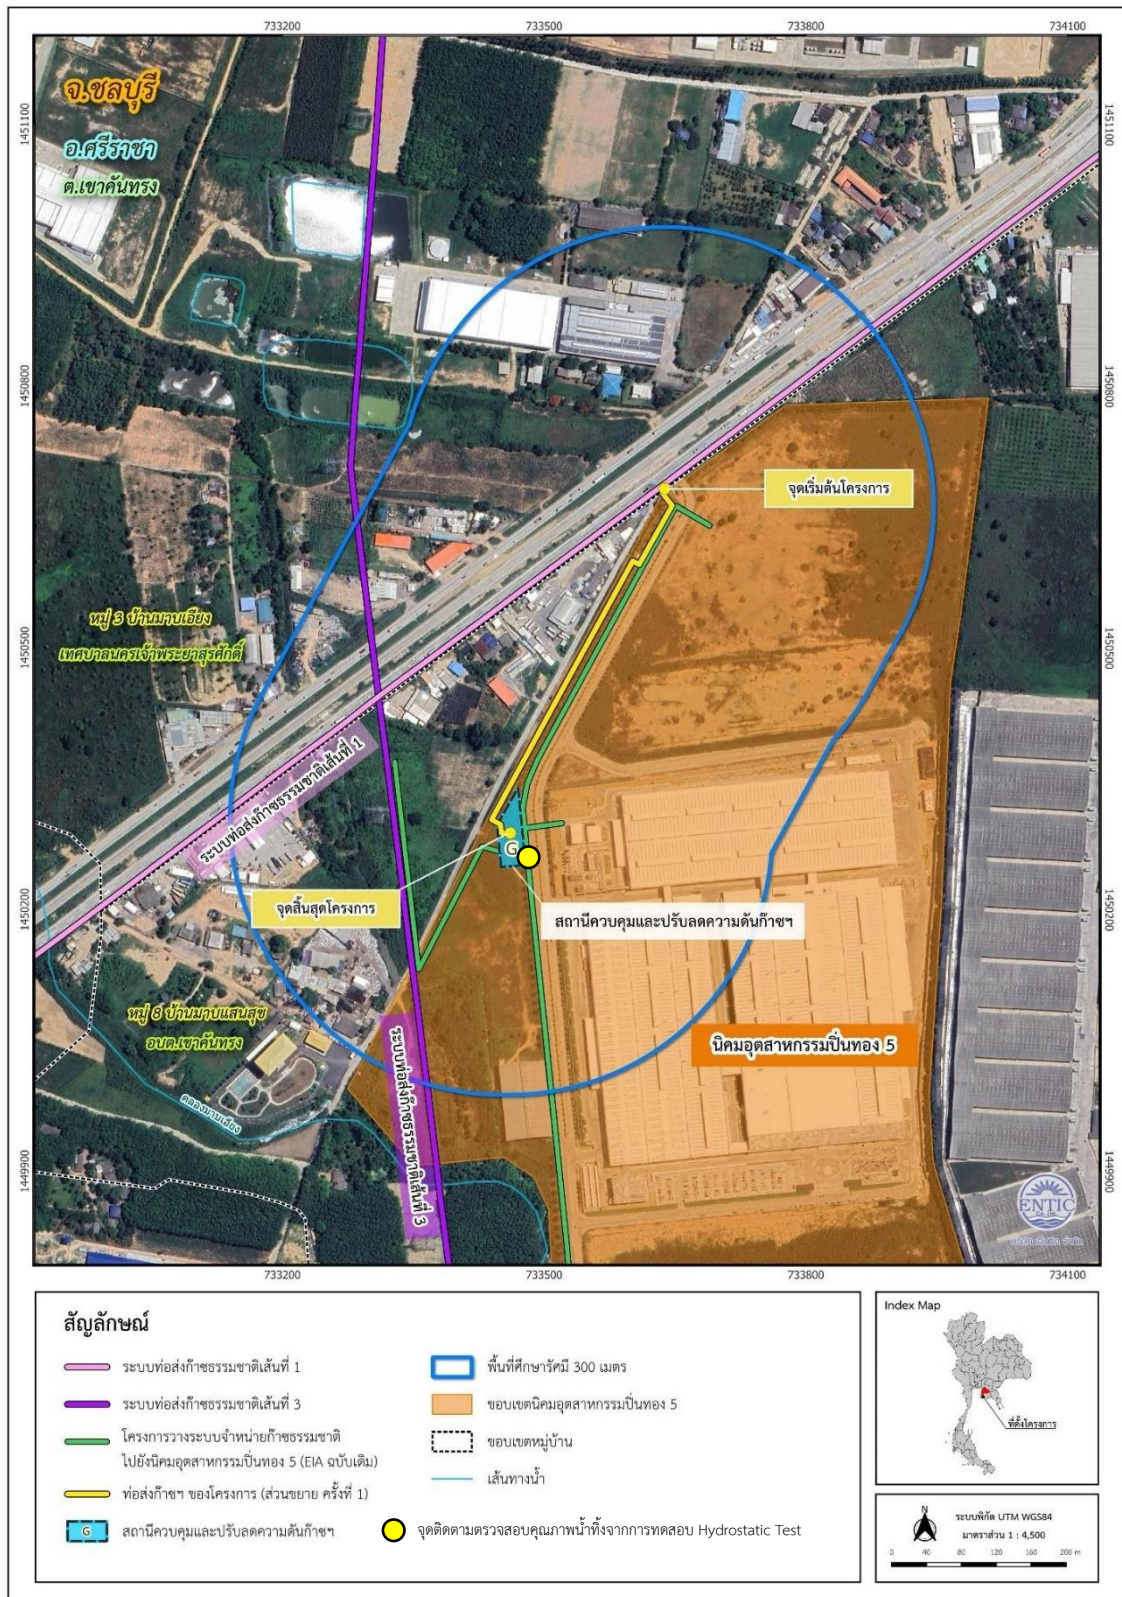 733200
733500
733800
734100
จ.ชลบุรี
อ.ศรีราชา
ต.เขาคันทรง
1451100
1451100
1450800
1450800
จุดเริ่มต้นโครงการ
หมู่ 3 บ้านมาบเอียง
เทศบาลนครเจ้าพระยาสุรศักดิ์
1450500
1450500
ระบบท่อส่งก๊าซธรรมชาติเส้นที่ 1
G
จุดสิ้นสุดโครงการ
สถานีควบคุมและปรับลดความดันก๊าซฯ
1450200
1450200
หมู่ 8 บ้านมาบแสนสุข
อบต.เขาคันทรง
นิคมอุตสาหกรรมปิ่นทอง 5
ระบบท่อส่งก๊าซธรรมชาติเส้นที่ 3
1449900
1449900
ENTIC
Co.,Ltd.
บริษัท เอ็นทิค จำกัด
733200
733500
733800
734100
สัญลักษณ์
ระบบท่อส่งก๊าซธรรมชาติเส้นที่ 1
ระบบท่อส่งก๊าซธรรมชาติเส้นที่ 3
โครงการวางระบบจำหน่ายก๊าซธรรมชาติ
ไปยังนิคมอุตสาหกรรมปิ่นทอง 5 (EIA ฉบับเดิม)
ท่อส่งก๊าซฯ ของโครงการ (ส่วนขยาย ครั้งที่ 1)
G สถานีควบคุมและปรับลดความดันก๊าซฯ
พื้นที่ศึกษารัศมี 300 เมตร
ขอบเขตนิคมอุตสาหกรรมปิ่นทอง 5
ขอบเขตหมู่บ้าน
เส้นทางน้ำ
จุดติดตามตรวจสอบคุณภาพน้ำทิ้งจากการทดสอบ Hydrostatic Test
Index Map
ที่ตั้งโครงการ
N
ระบบพิกัด UTM WGS84
มาตราส่วน 1 : 4,500
0 40 80 120 160 200 m